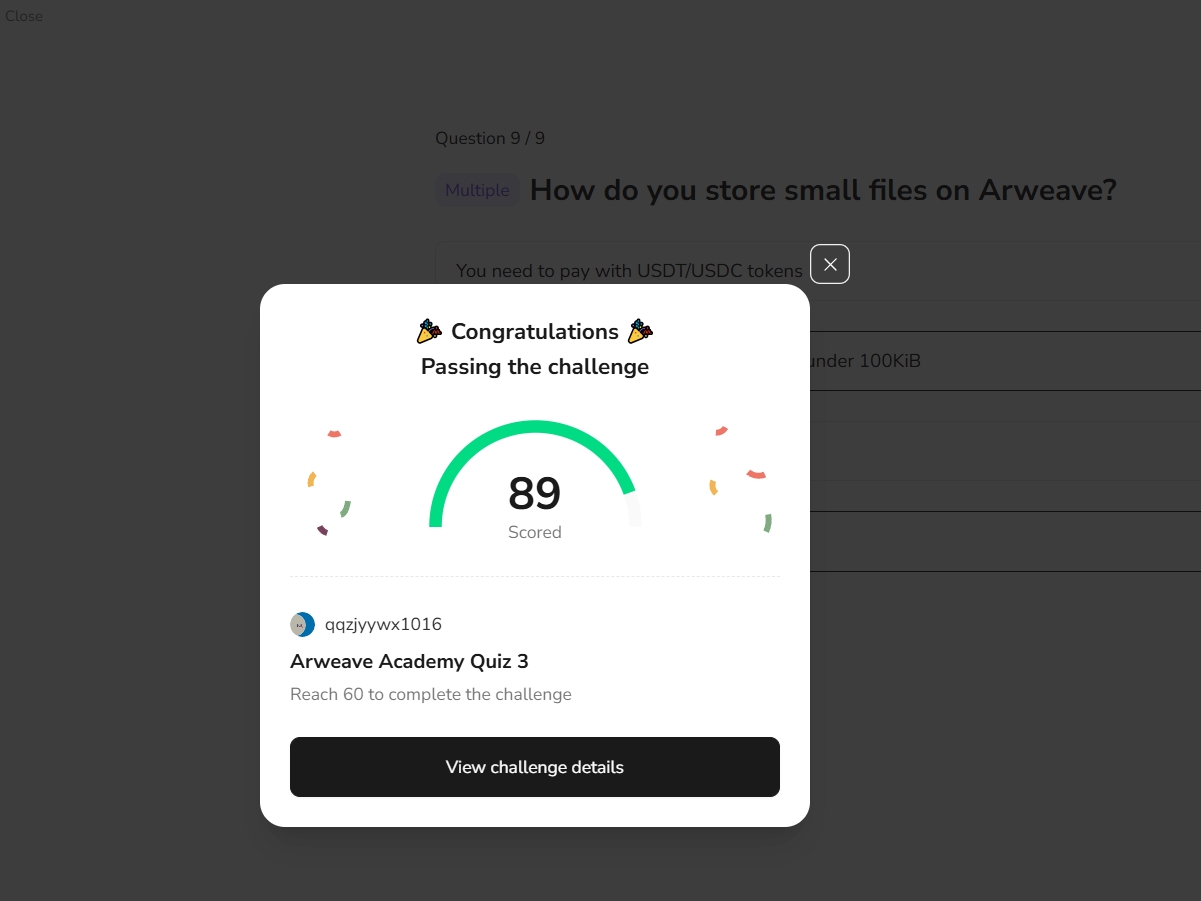 Close
Question 9 / 9
Multiple How do you store small files on Arweave?
You need to pay with USDT/USDC tokens
under 100KiB
Congratulations
Passing the challenge
89
Scored
qqzjyywx1016
Arweave Academy Quiz 3
Reach 60 to complete the challenge
View challenge details